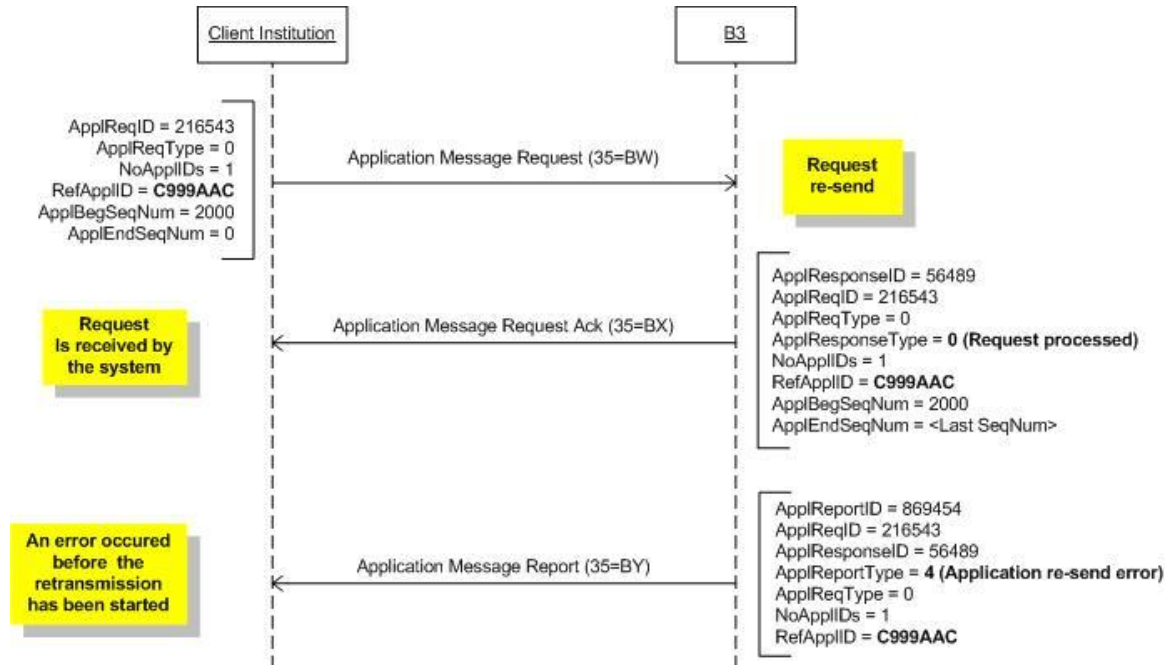 Client Institution
B3
ApplReqID = 216543
ApplReqType = 0
NoApplIDs = 1
RefApplID = C999AAC
ApplBegSeqNum = 2000
ApplEndSeqNum = 0
Application Message Request (35=BW)
Request
re-send
Request
Is received by
the system
Application Message Request Ack (35=BX)
ApplResponseID = 56489
ApplReqID = 216543
ApplReqType = 0
ApplResponseType = 0 (Request processed)
NoApplIDs = 1
RefApplID = C999AAC
ApplBegSeqNum = 2000
ApplEndSeqNum = <Last SeqNum>
An error occured
before the
retransmission
has been started
Application Message Report (35=BY)
ApplReportID = 869454
ApplReqID = 216543
ApplResponseID = 56489
ApplReportType = 4 (Application re-send error)
ApplReqType = 0
NoApplIDs = 1
RefApplID = C999AAC